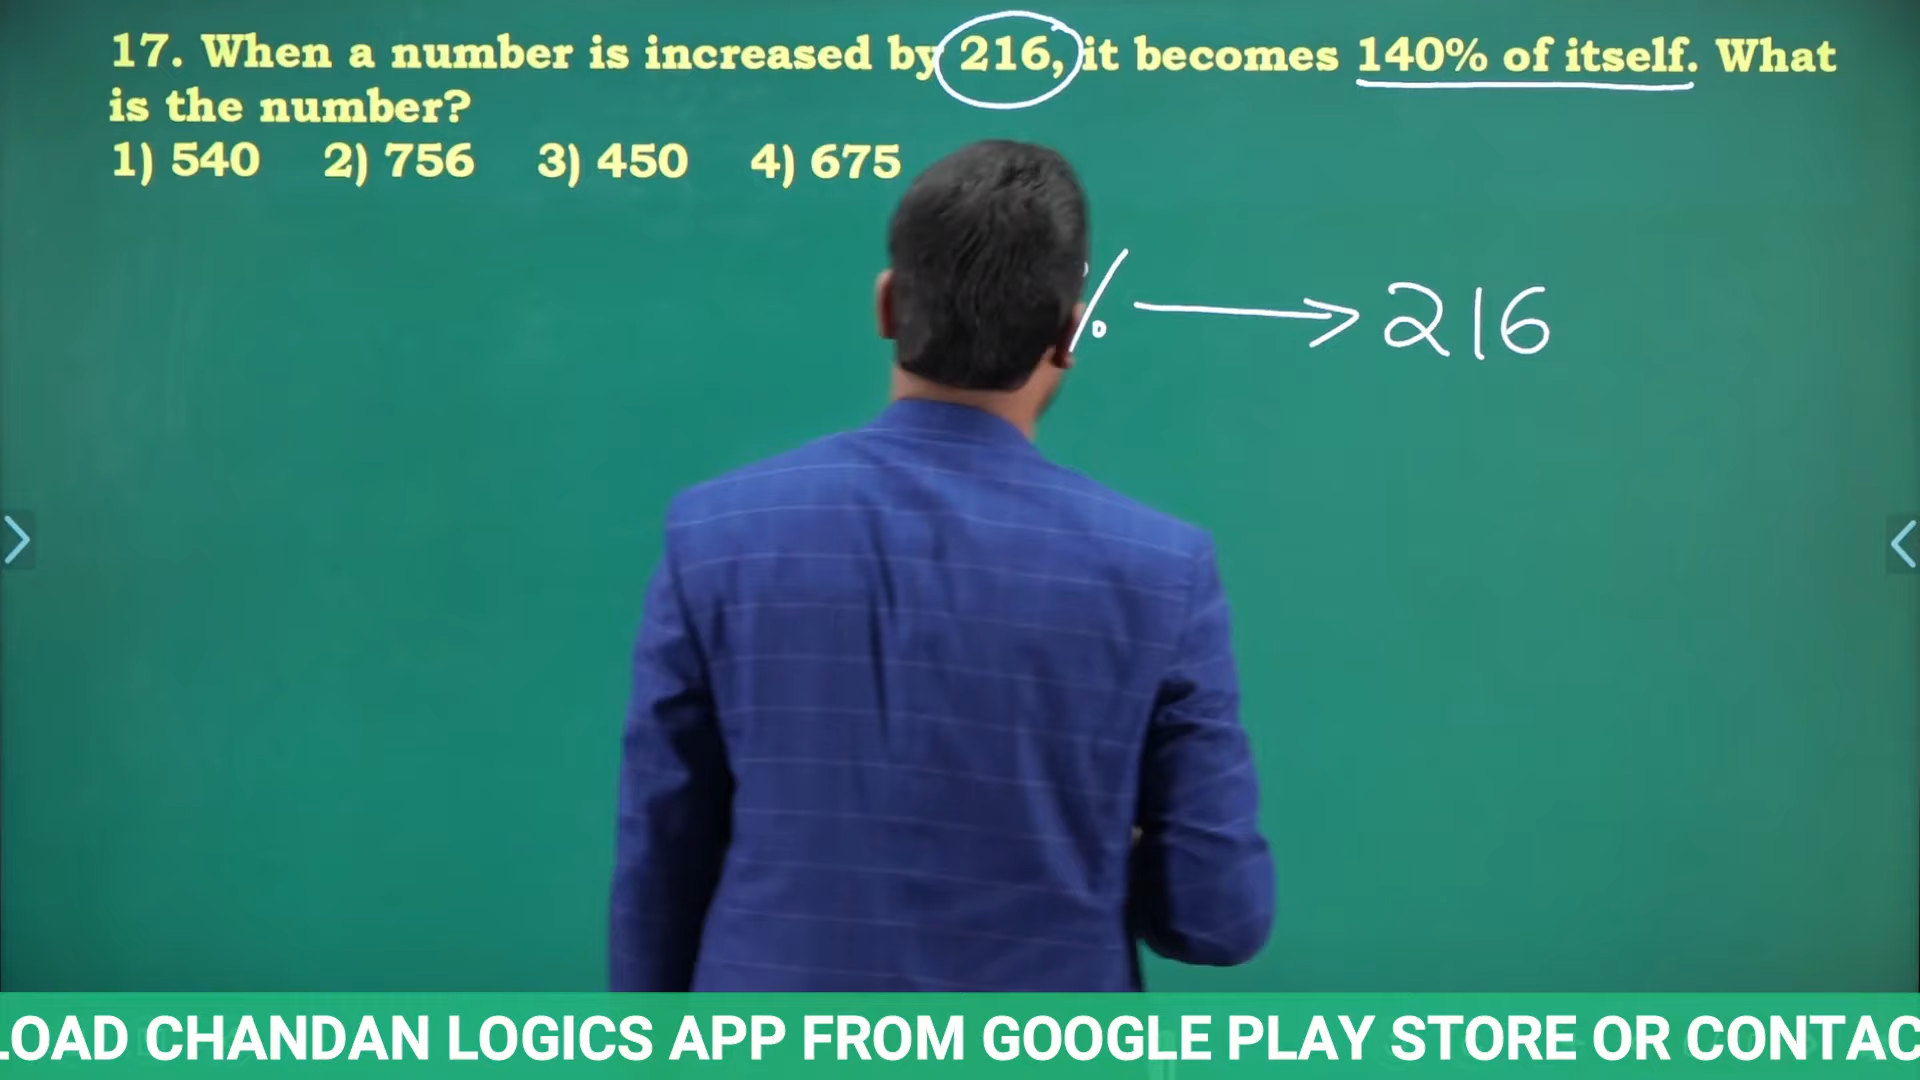 17. When a number is increased by 216, it becomes 140% of itself. What
is the number?
1) 540 2) 756 3) 450 4) 675
% → 216
LOAD CHANDAN LOGICS APP FROM GOOGLE PLAY STORE OR CONTAC